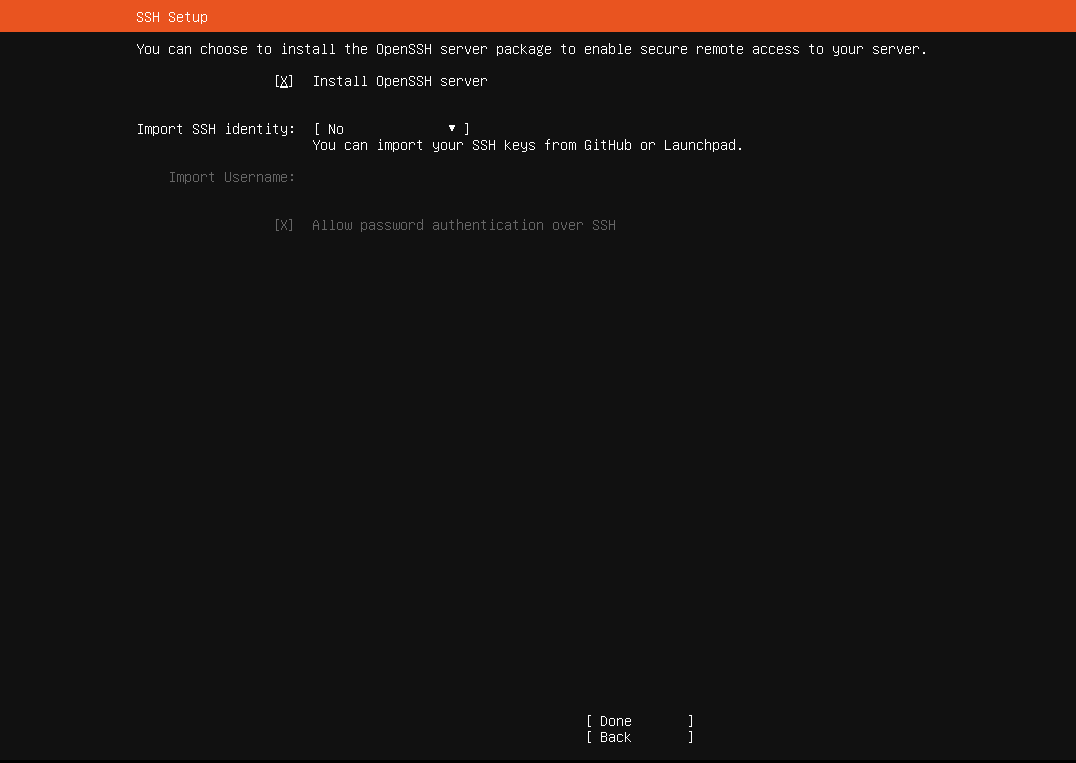 SSH Setup
You can choose to install the OpenSSH server package to enable secure remote access to your server.
[X] Install OpenSSH server
Import SSH identity: [ No ▼ ]
You can import your SSH keys from GitHub or Launchpad.
Import Username:
[X] Allow password authentication over SSH
[ Done ]
[ Back ]